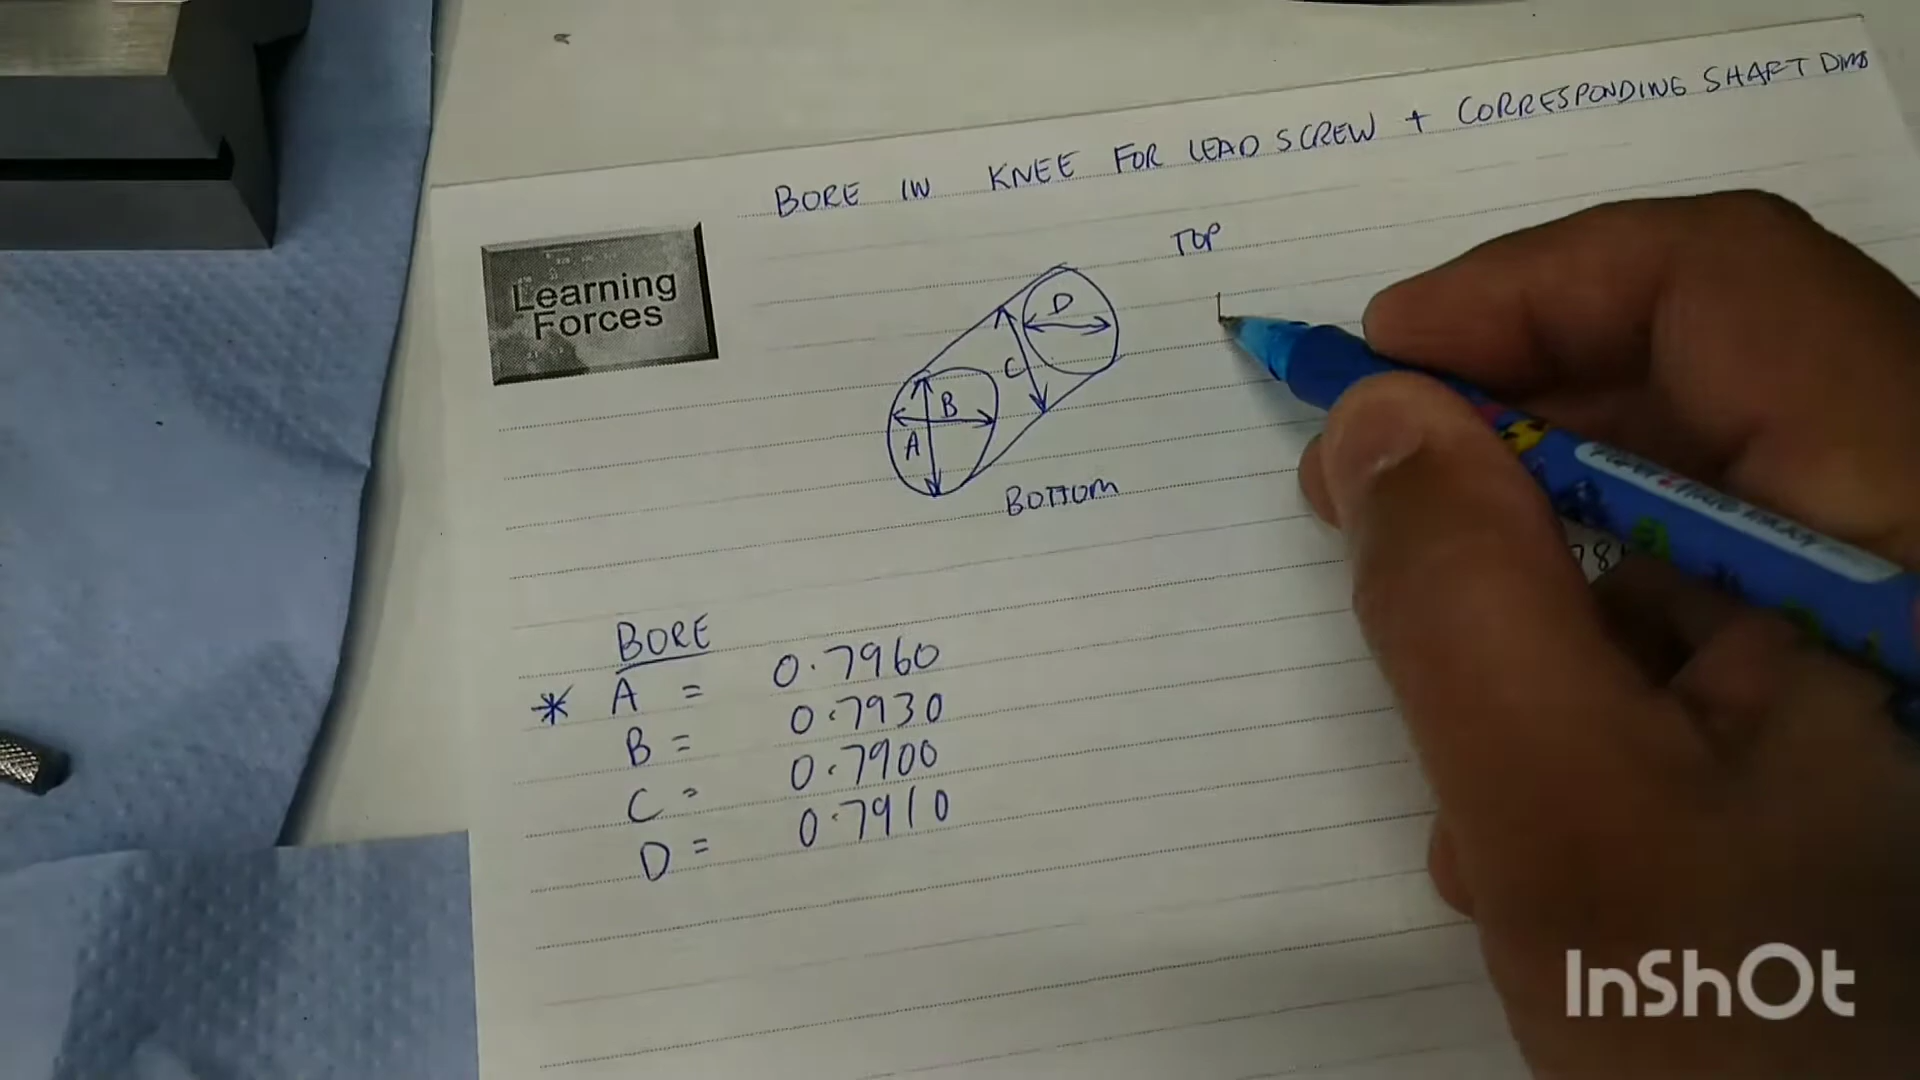 BORE IN KNEE FOR LEAD SCREW + CORRESPONDING SHAFT DIMS
TOP
Learning
Forces
D
C
B
A
BOTTOM
BORE
* A = 0.7960
B = 0.7930
C = 0.7900
D = 0.7910
InShOt